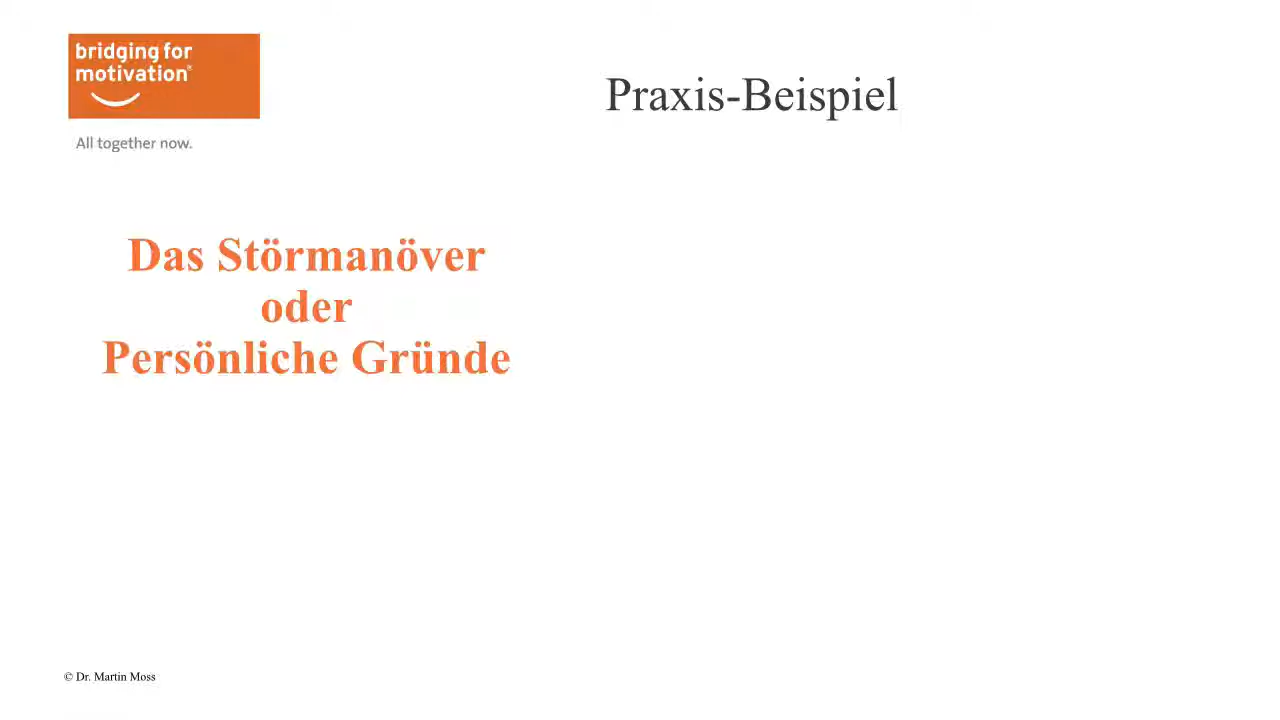 bridging for
motivation®
All together now.
Praxis-Beispiel
Das Störmanöver
oder
Persönliche Gründe
© Dr. Martin Moss